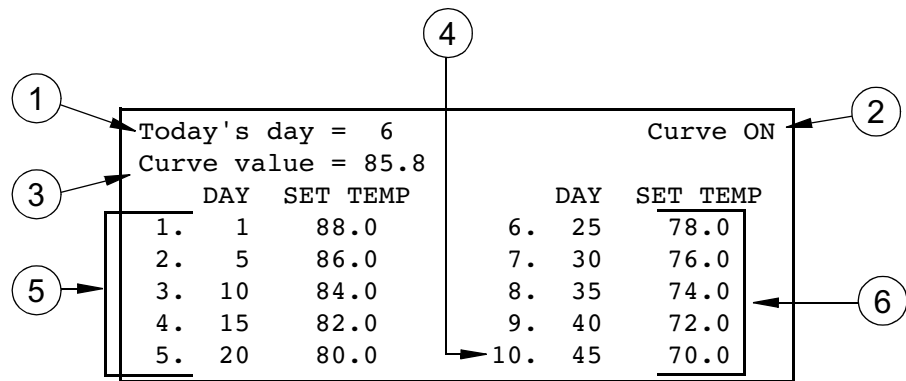 4
1
2
Today's day = 6 Curve ON
Curve value = 85.8
3
DAY SET TEMP DAY SET TEMP
1. 1 88.0 6. 25 78.0
2. 5 86.0 7. 30 76.0
5
3. 10 84.0 8. 35 74.0
6
4. 15 82.0 9. 40 72.0
5. 20 80.0 10. 45 70.0